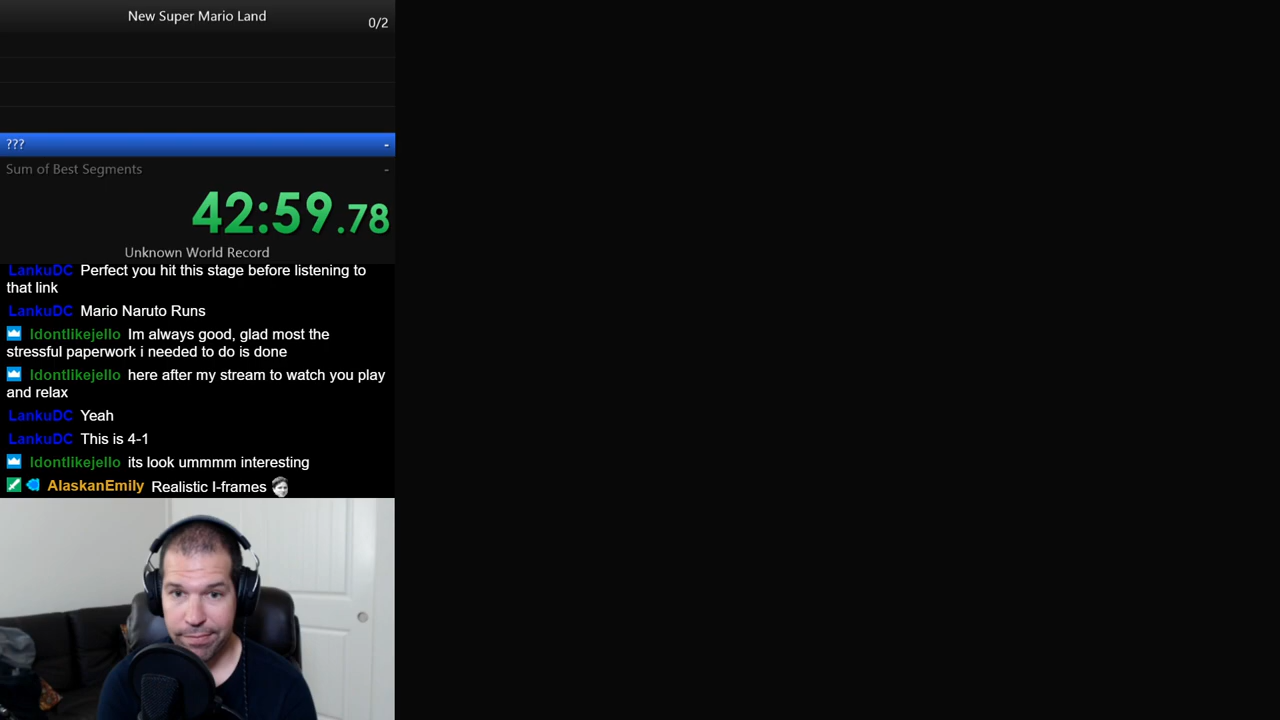 New Super Mario Land
0/2
???
-
Sum of Best Segments
-
42:59.78
Unknown World Record
LankuDC Perfect you hit this stage before listening to
that link
LankuDC Mario Naruto Runs
Idontlikejello Im always good, glad most the
stressful paperwork i needed to do is done
Idontlikejello here after my stream to watch you play
and relax
LankuDC Yeah
LankuDC This is 4-1
Idontlikejello its look ummmm interesting
AlaskanEmily Realistic I-frames